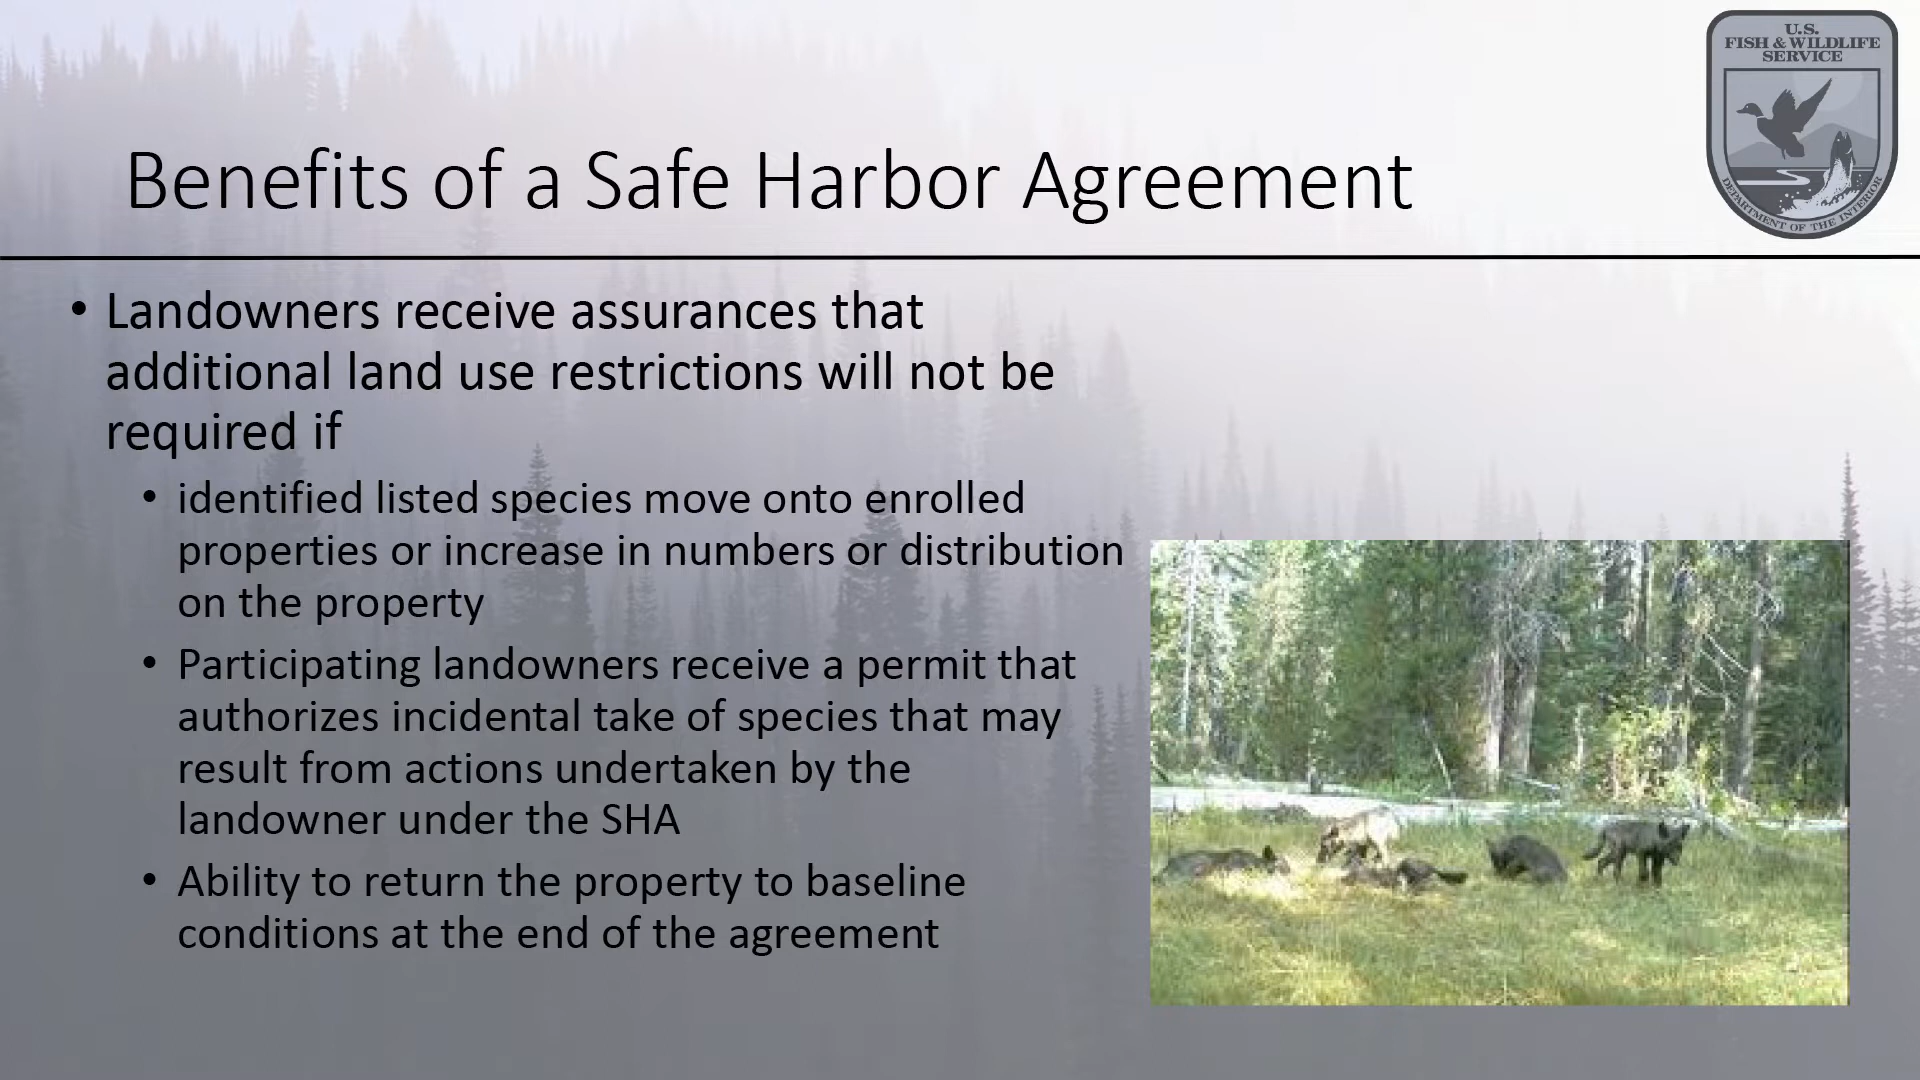 U.S.
FISH & WILDLIFE
SERVICE
DEPARTMENT OF THE INTERIOR
Benefits of a Safe Harbor Agreement
• Landowners receive assurances that
additional land use restrictions will not be
required if
• identified listed species move onto enrolled
properties or increase in numbers or distribution
on the property
• Participating landowners receive a permit that
authorizes incidental take of species that may
result from actions undertaken by the
landowner under the SHA
• Ability to return the property to baseline
conditions at the end of the agreement